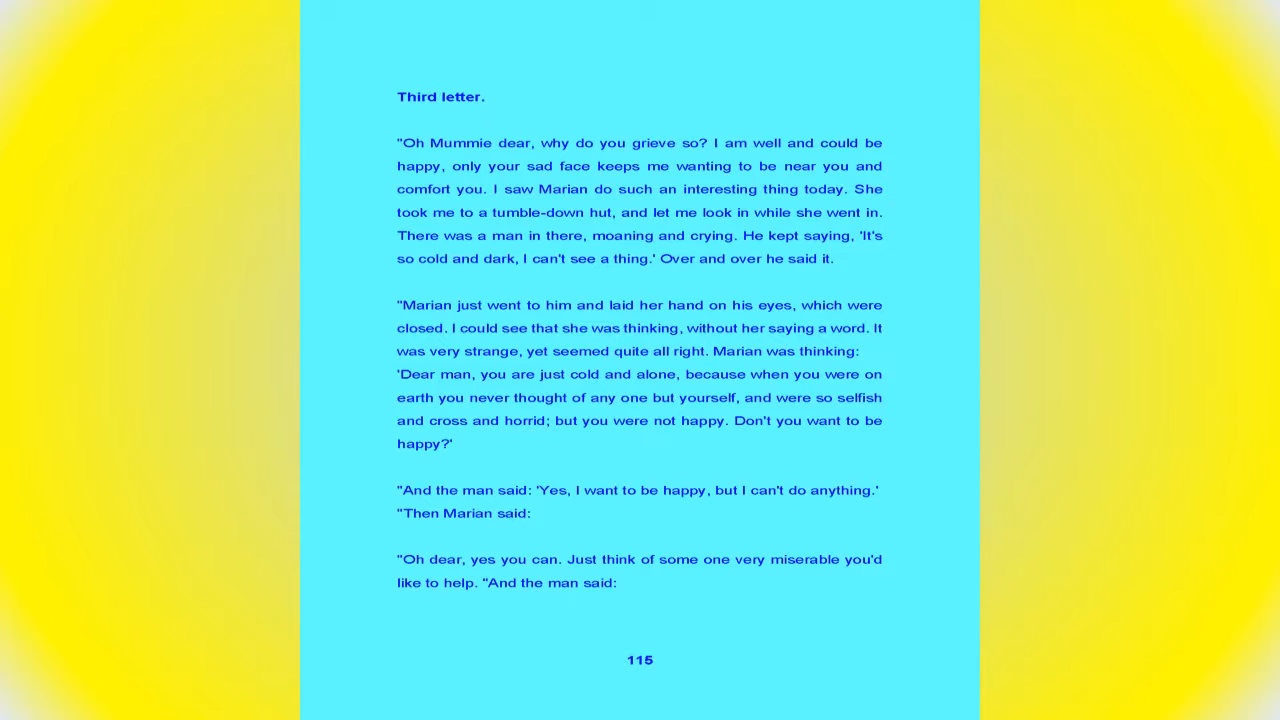 Third letter.
"Oh Mummie dear, why do you grieve so? I am well and could be
happy, only your sad face keeps me wanting to be near you and
comfort you. I saw Marian do such an interesting thing today. She
took me to a tumble-down hut, and let me look in while she went in.
There was a man in there, moaning and crying. He kept saying, 'It's
so cold and dark, I can't see a thing.' Over and over he said it.
"Marian just went to him and laid her hand on his eyes, which were
closed. I could see that she was thinking, without her saying a word. It
was very strange, yet seemed quite all right. Marian was thinking:
'Dear man, you are just cold and alone, because when you were on
earth you never thought of any one but yourself, and were so selfish
and cross and horrid; but you were not happy. Don't you want to be
happy?'
"And the man said: 'Yes, I want to be happy, but I can't do anything.'
"Then Marian said:
"Oh dear, yes you can. Just think of some one very miserable you'd
like to help. "And the man said:
115